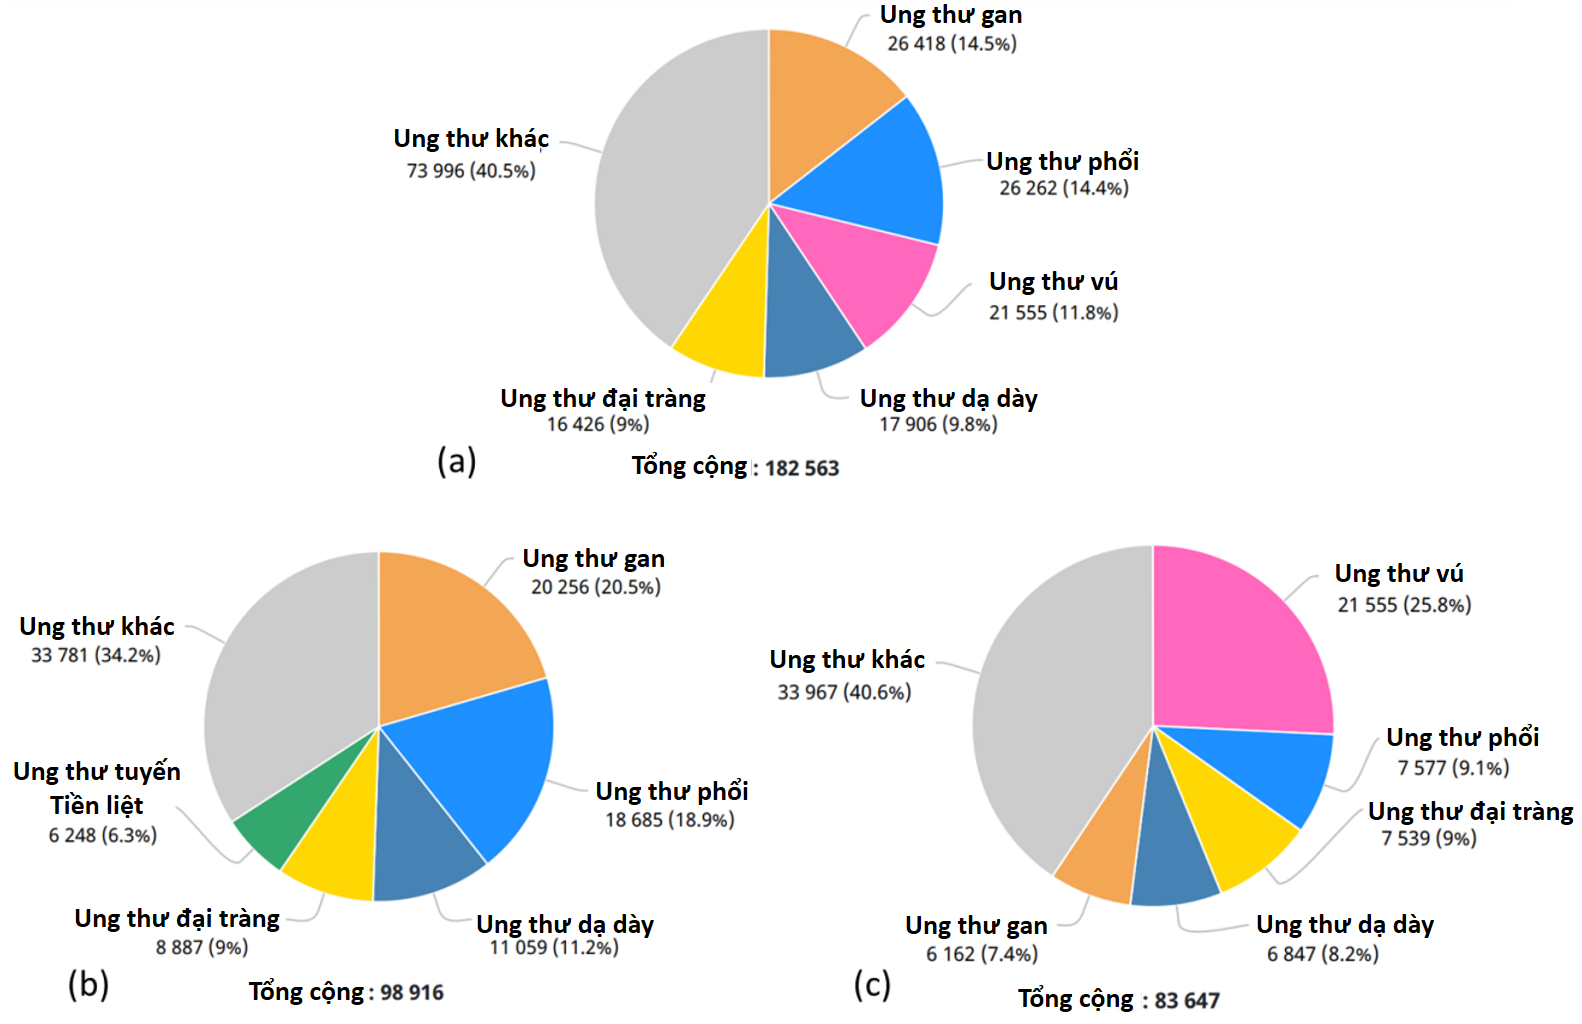 Ung thư gan
26 418 (14.5%)
Ung thư khác
73 996 (40.5%)
Ung thư phổi
26 262 (14.4%)
Ung thư vú
21 555 (11.8%)
Ung thư đại tràng
16 426 (9%)
Ung thư dạ dày
17 906 (9.8%)
(a)
Tổng cộng : 182 563
Ung thư gan
20 256 (20.5%)
Ung thư khác
33 781 (34.2%)
Ung thư phổi
18 685 (18.9%)
Ung thư tuyến
Tiền liệt
6 248 (6.3%)
Ung thư đại tràng
8 887 (9%)
Ung thư dạ dày
11 059 (11.2%)
(b)
Tổng cộng : 98 916
Ung thư vú
21 555 (25.8%)
Ung thư khác
33 967 (40.6%)
Ung thư phổi
7 577 (9.1%)
Ung thư đại tràng
7 539 (9%)
Ung thư gan
6 162 (7.4%)
Ung thư dạ dày
6 847 (8.2%)
(c)
Tổng cộng : 83 647